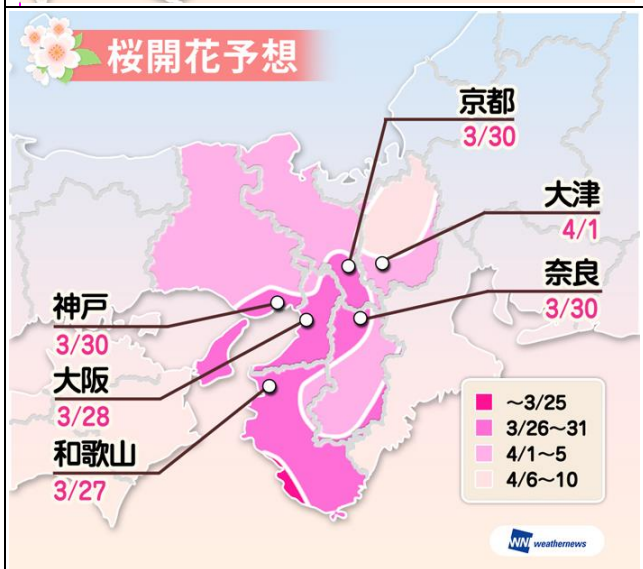 桜開花予想
京都
3/30
大津
4/1
奈良
3/30
神戸
3/30
大阪
3/28
和歌山
3/27
～3/25
3/26～31
4/1～5
4/6～10
WNI weathernews